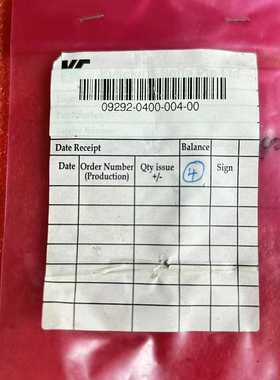 09292-0400-004-00
Date Receipt Balance
Date Order Number (Production) Qty issue +/- 4 Sign